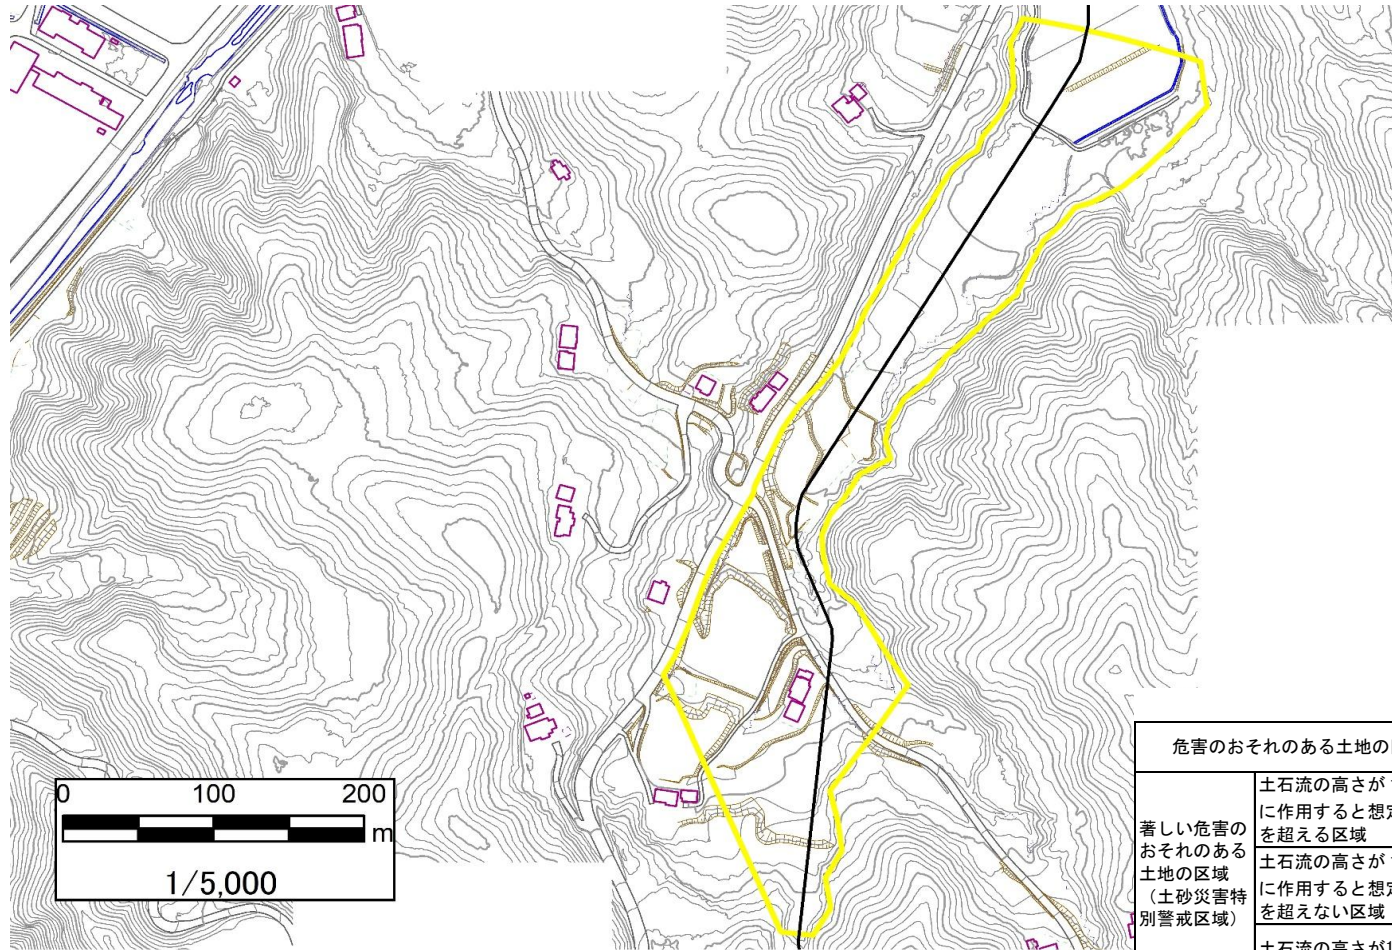 0 100 200
m
1/5,000
危害のおそれのある土地の
著しい危害の
おそれのある
土地の区域
（土砂災害特
別警戒区域）
土石流の高さが
に作用すると想定
を超える区域
土石流の高さが
に作用すると想定
を超えない区域
土石流の高さが